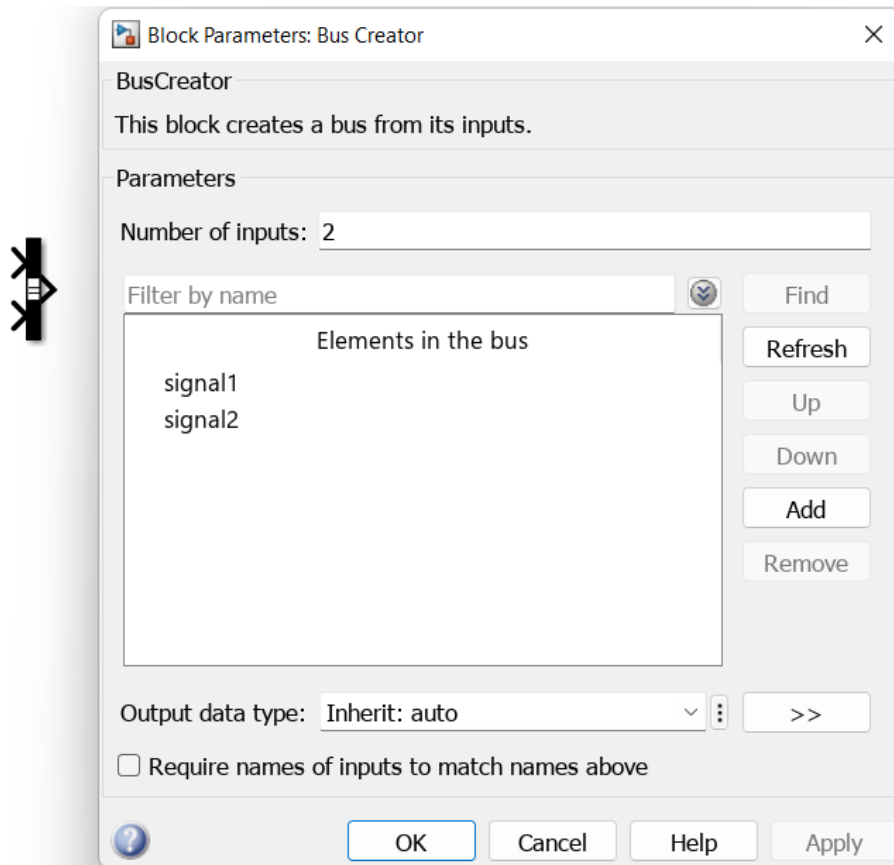 Block Parameters: Bus Creator
BusCreator
This block creates a bus from its inputs.
Parameters
Number of inputs: 2
Filter by name
Find
Elements in the bus
Refresh
signal1
Up
signal2
Down
Add
Remove
Output data type: Inherit: auto
>>
Require names of inputs to match names above
?
OK
Cancel
Help
Apply